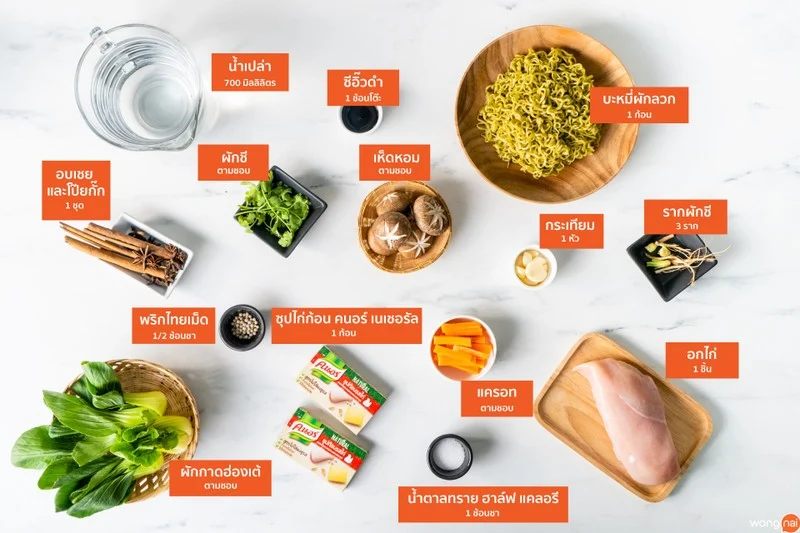 น้ำเปล่า
700 มิลลิลิตร
ซีอิ๊วดำ
1 ช้อนโต๊ะ
บะหมี่ผักลวก
1 ก้อน
ผักชี
ตามชอบ
เห็ดหอม
ตามชอบ
อบเชย
และโป๊ยกั๊ก
1 ชุด
กระเทียม
1 หัว
รากผักชี
3 ราก
พริกไทยเม็ด
1/2 ช้อนชา
ซุปไก่ก้อน คนอร์ เนเชอรัล
1 ก้อน
อกไก่
1 ชิ้น
แครอท
ตามชอบ
คนอร์
NATURAL
คนอร์
NATURAL
ผักกาดฮ่องเต้
ตามชอบ
น้ำตาลทราย ฮาล์ฟ แคลอรี
1 ช้อนชา
wongnai